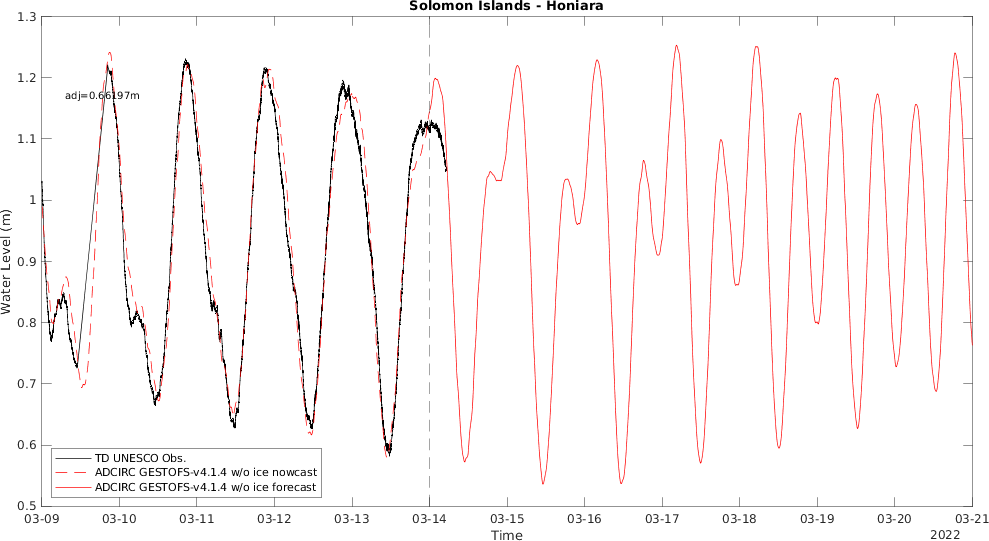 Solomon Islands - Honiara
1.3
1.2
1.1
1
0.9
0.8
0.7
0.6
0.5
Water Level (m)
adj=0.66197m
TD UNESCO Obs.
ADCIRC GESTOFS-v4.1.4 w/o ice nowcast
ADCIRC GESTOFS-v4.1.4 w/o ice forecast
03-09 03-10 03-11 03-12 03-13 03-14 03-15 03-16 03-17 03-18 03-19 03-20 03-21
Time
2022